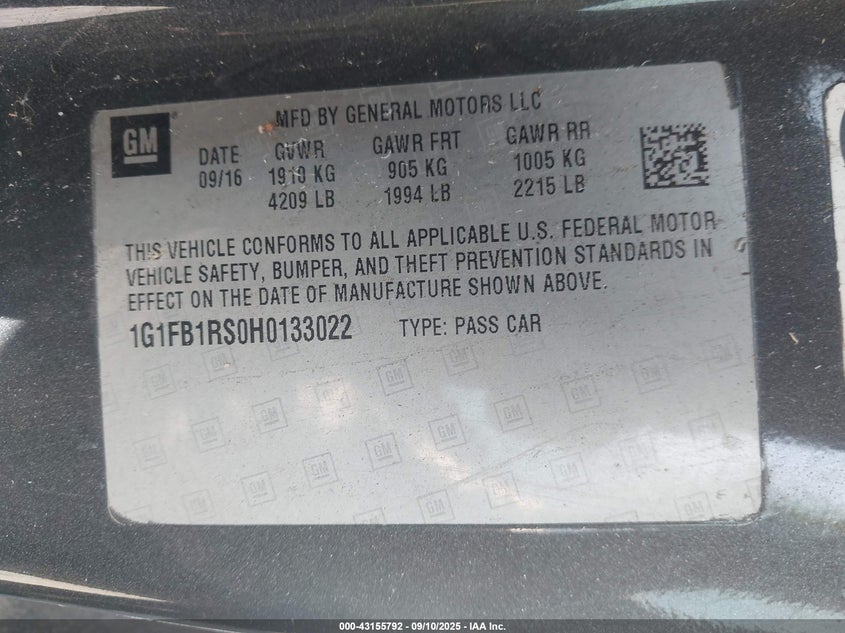 MFD BY GENERAL MOTORS LLC
GM
DATE GVWR GAWR FRT GAWR RR
09/16 1910 KG 905 KG 1005 KG
4209 LB 1994 LB 2215 LB
THIS VEHICLE CONFORMS TO ALL APPLICABLE U.S. FEDERAL MOTOR
VEHICLE SAFETY, BUMPER, AND THEFT PREVENTION STANDARDS IN
EFFECT ON THE DATE OF MANUFACTURE SHOWN ABOVE.
1G1FB1RS0H0133022 TYPE: PASS CAR
000-43155792 - 09/10/2025 - IAA Inc.